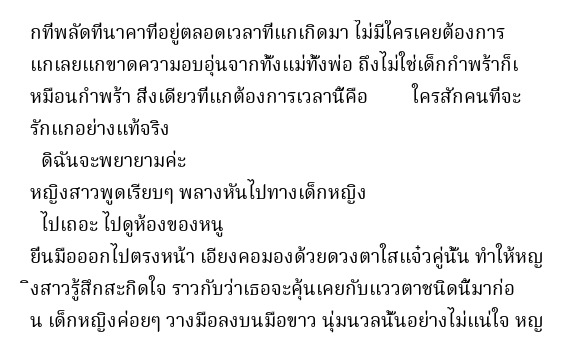 กที่พลัดที่นาคาที่อยู่ตลอดเวลาที่แกเกิดมา ไม่มีใครเคยต้องการ
แกเลยแกขาดความอบอุ่นจากทั้งแม่ทั้งพ่อ ถึงไม่ใช่เด็กกำพร้าก็เ
หมือนกำพร้า สิ่งเดียวที่แกต้องการเวลานี้คือ ใครสักคนที่จะ
รักแกอย่างแท้จริง
ดิฉันจะพยายามค่ะ
หญิงสาวพูดเรียบๆ พลางหันไปทางเด็กหญิง
ไปเถอะ ไปดูห้องของหนู
ยื่นมือออกไปตรงหน้า เอียงคอมองด้วยดวงตาใสแจ๋วคู่นั้น ทำให้หญ
ิงสาวรู้สึกสะกิดใจ ราวกับว่าเธอจะคุ้นเคยกับแววตาชนิดนี้มาก่อ
น เด็กหญิงค่อยๆ วางมือลงบนมือขาว นุ่มนวลนั้นอย่างไม่แน่ใจ หญ